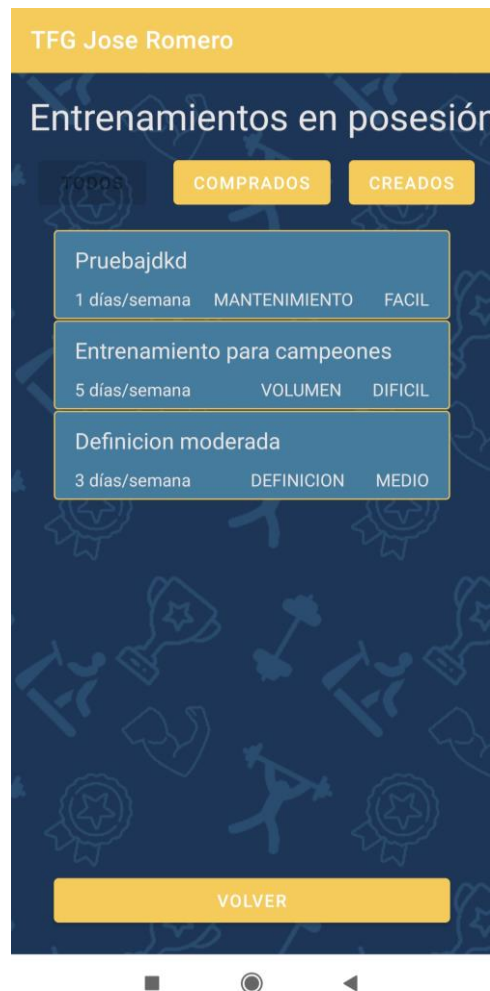 TFG Jose Romero
Entrenamientos en posesión
TODOS COMPRADOS CREADOS
Pruebajdkd
1 días/semana MANTENIMIENTO FACIL
Entrenamiento para campeones
5 días/semana VOLUMEN DIFICIL
Definicion moderada
3 días/semana DEFINICION MEDIO
VOLVER